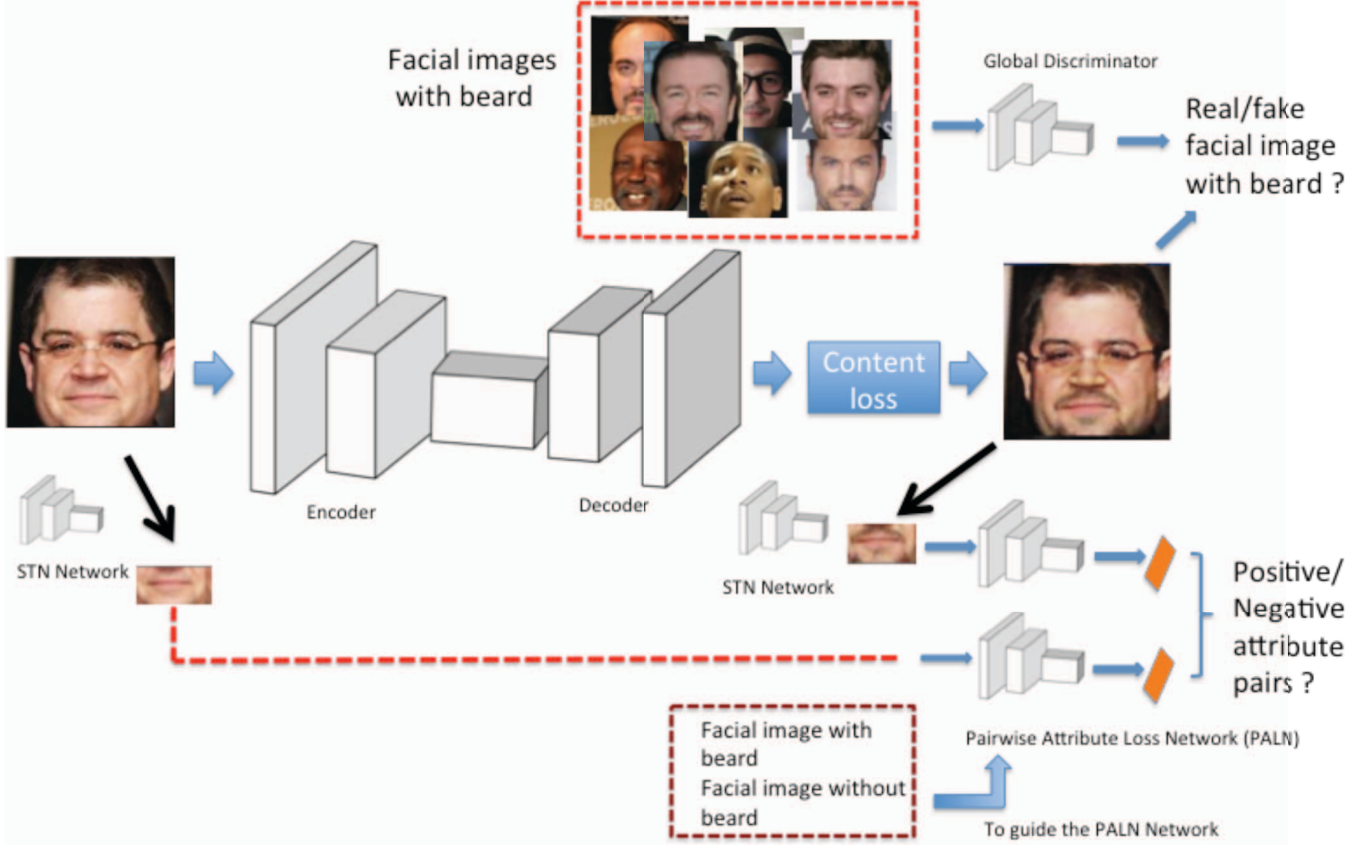 Facial images
with beard
Global Discriminator
Real/fake
facial image
with beard ?
Content
loss
Encoder
Decoder
STN Network
STN Network
Positive/
Negative
attribute
pairs ?
Facial image with
beard
Facial image without
beard
Pairwise Attribute Loss Network (PALN)
To guide the PALN Network